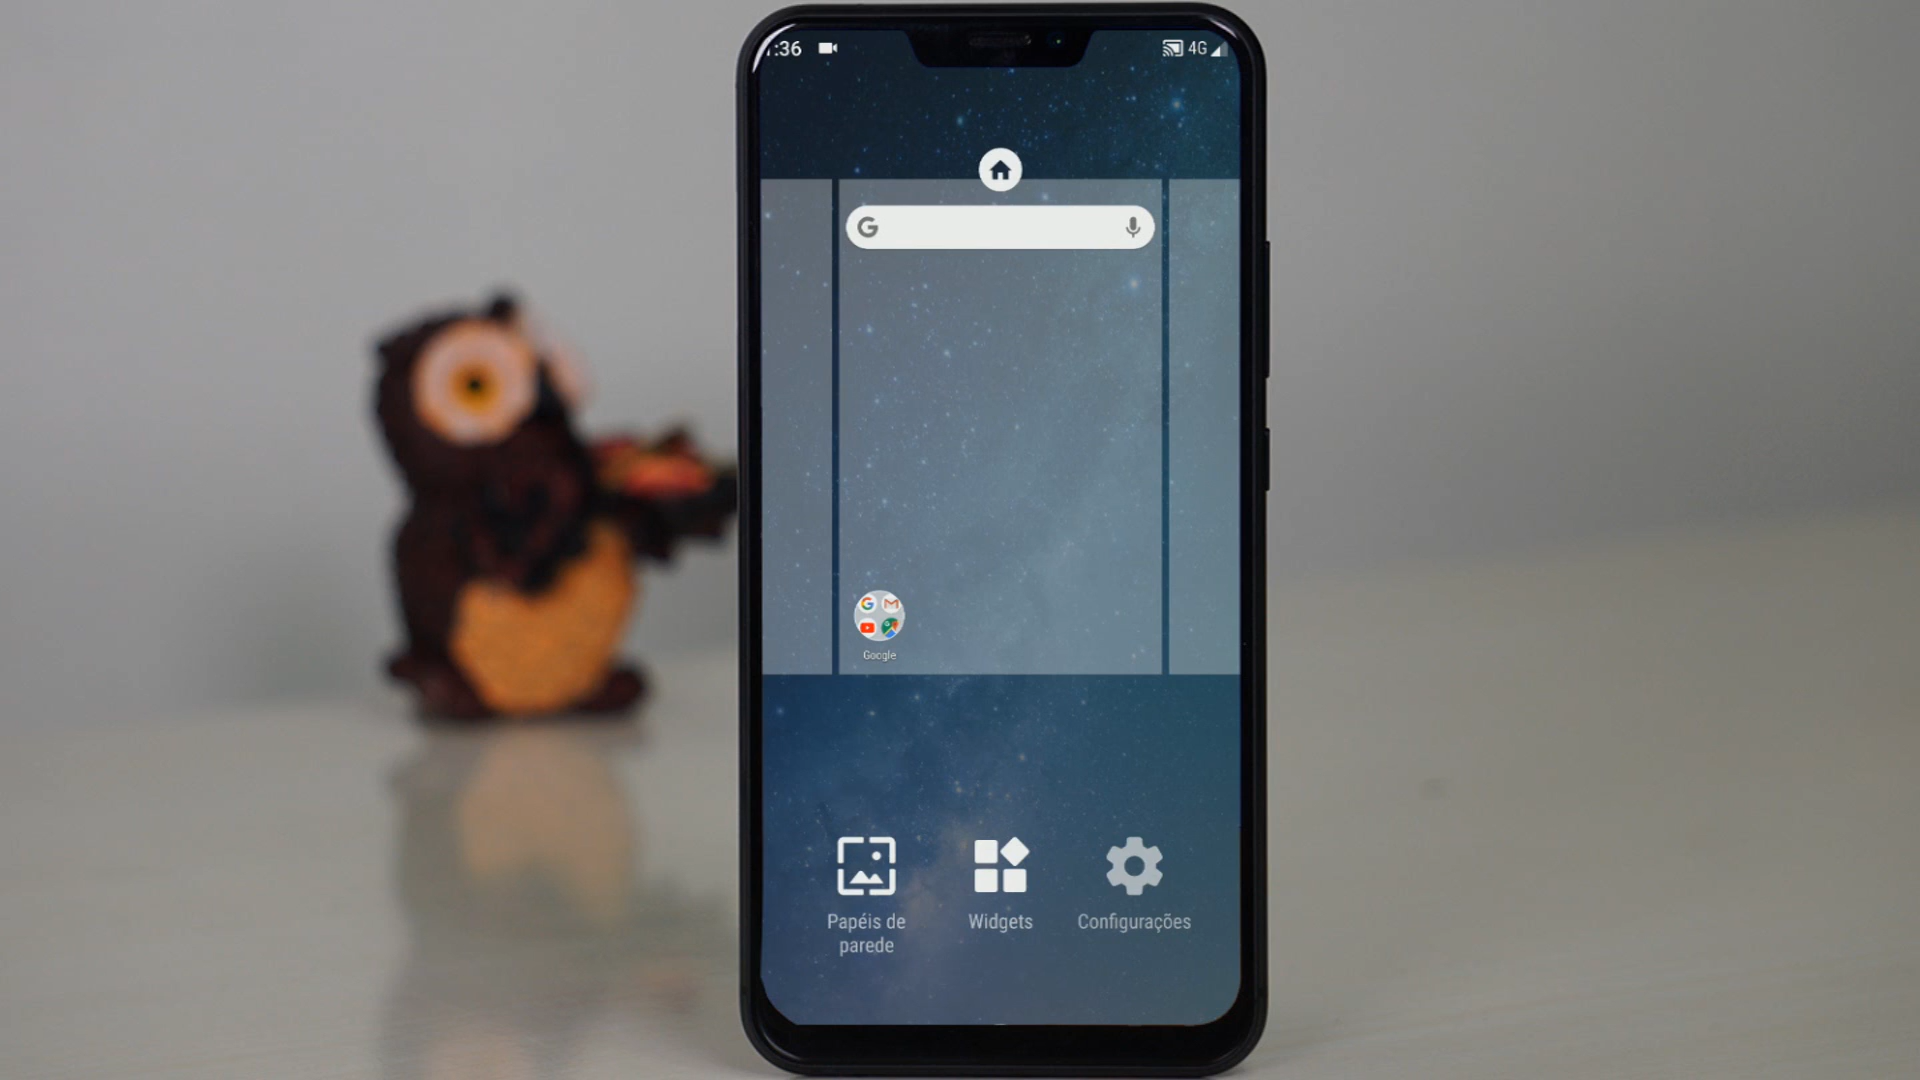 :36 4G
Google
Papéis de
parede
Widgets
Configurações